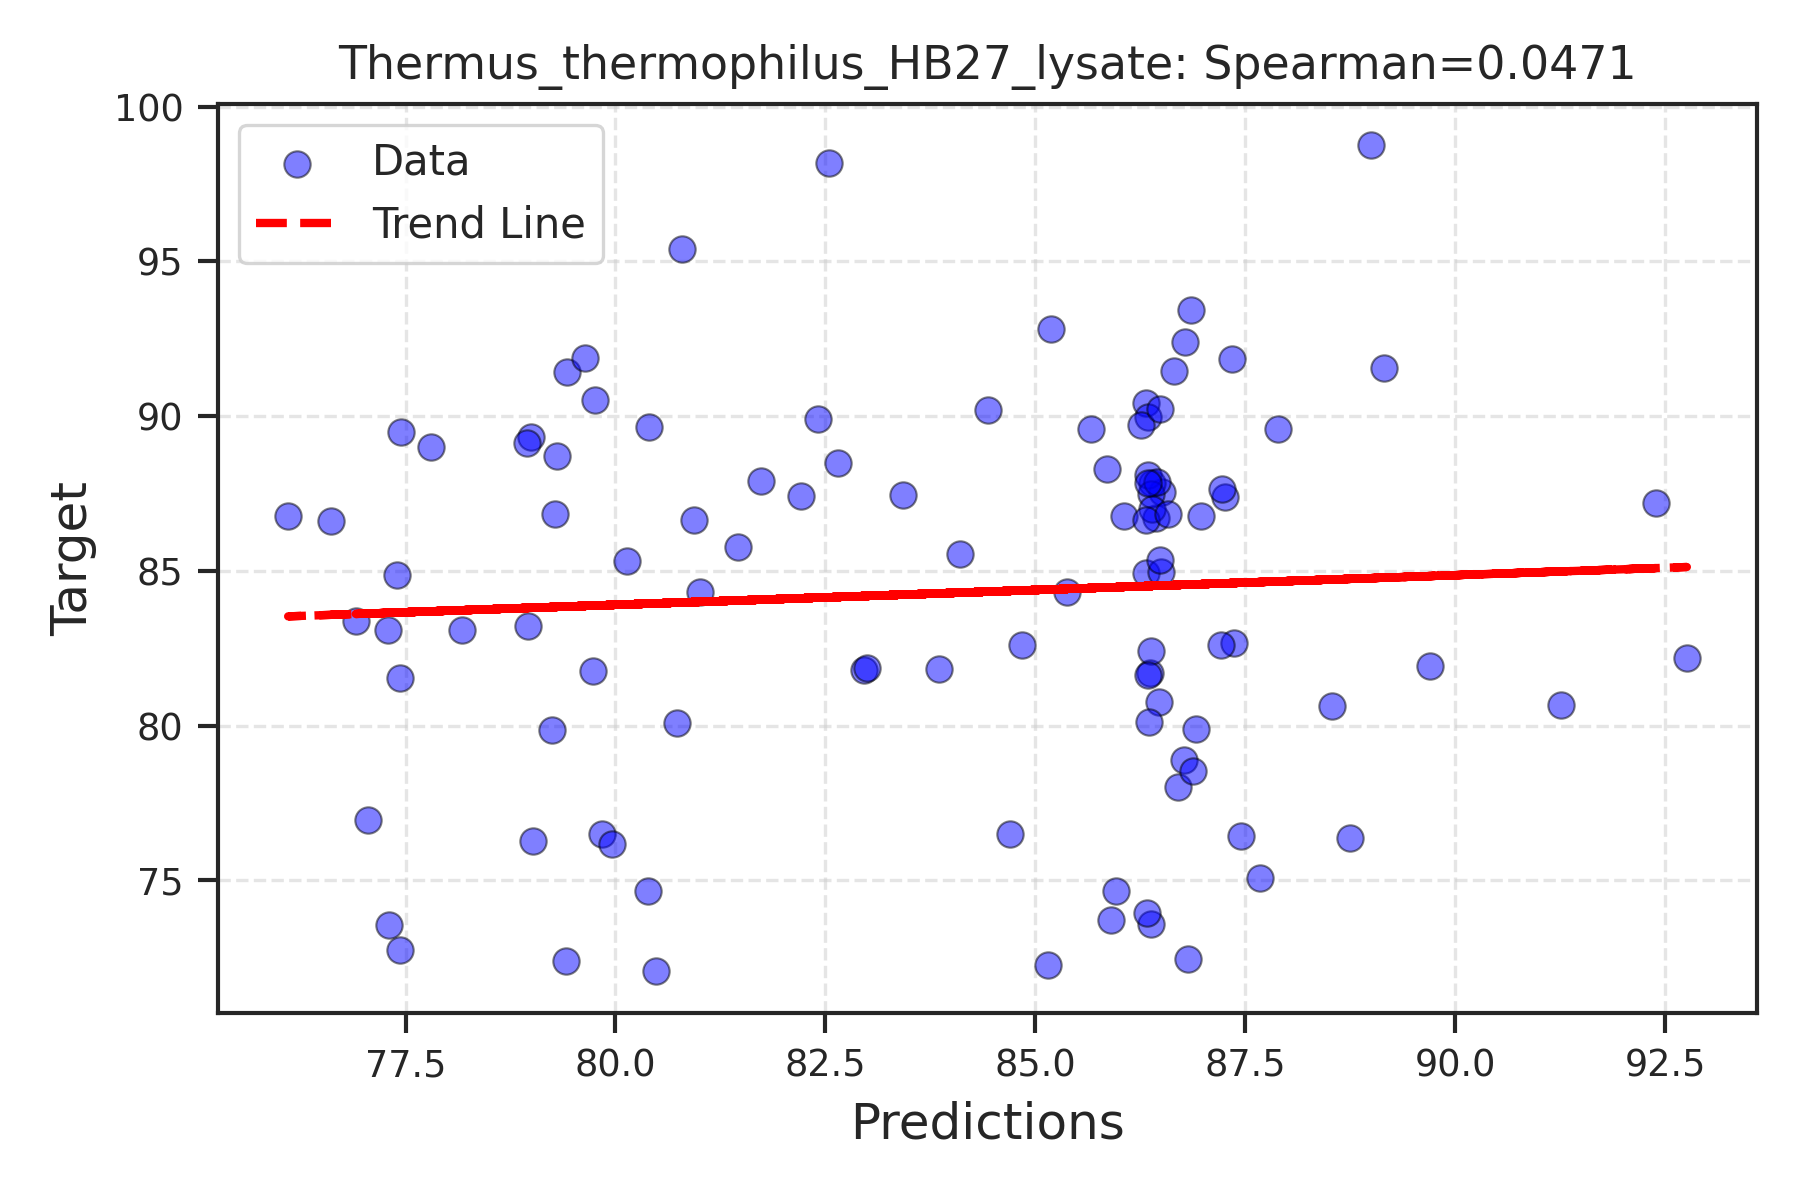 Thermus_thermophilus_HB27_lysate: Spearman=0.0471
Data
Trend Line
100
95
90
85
80
75
Target
77.5 80.0 82.5 85.0 87.5 90.0 92.5
Predictions